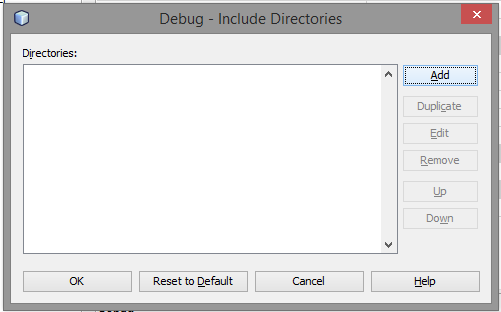 Debug - Include Directories
Directories:
Add
Duplicate
Edit
Remove
Up
Down
OK
Reset to Default
Cancel
Help